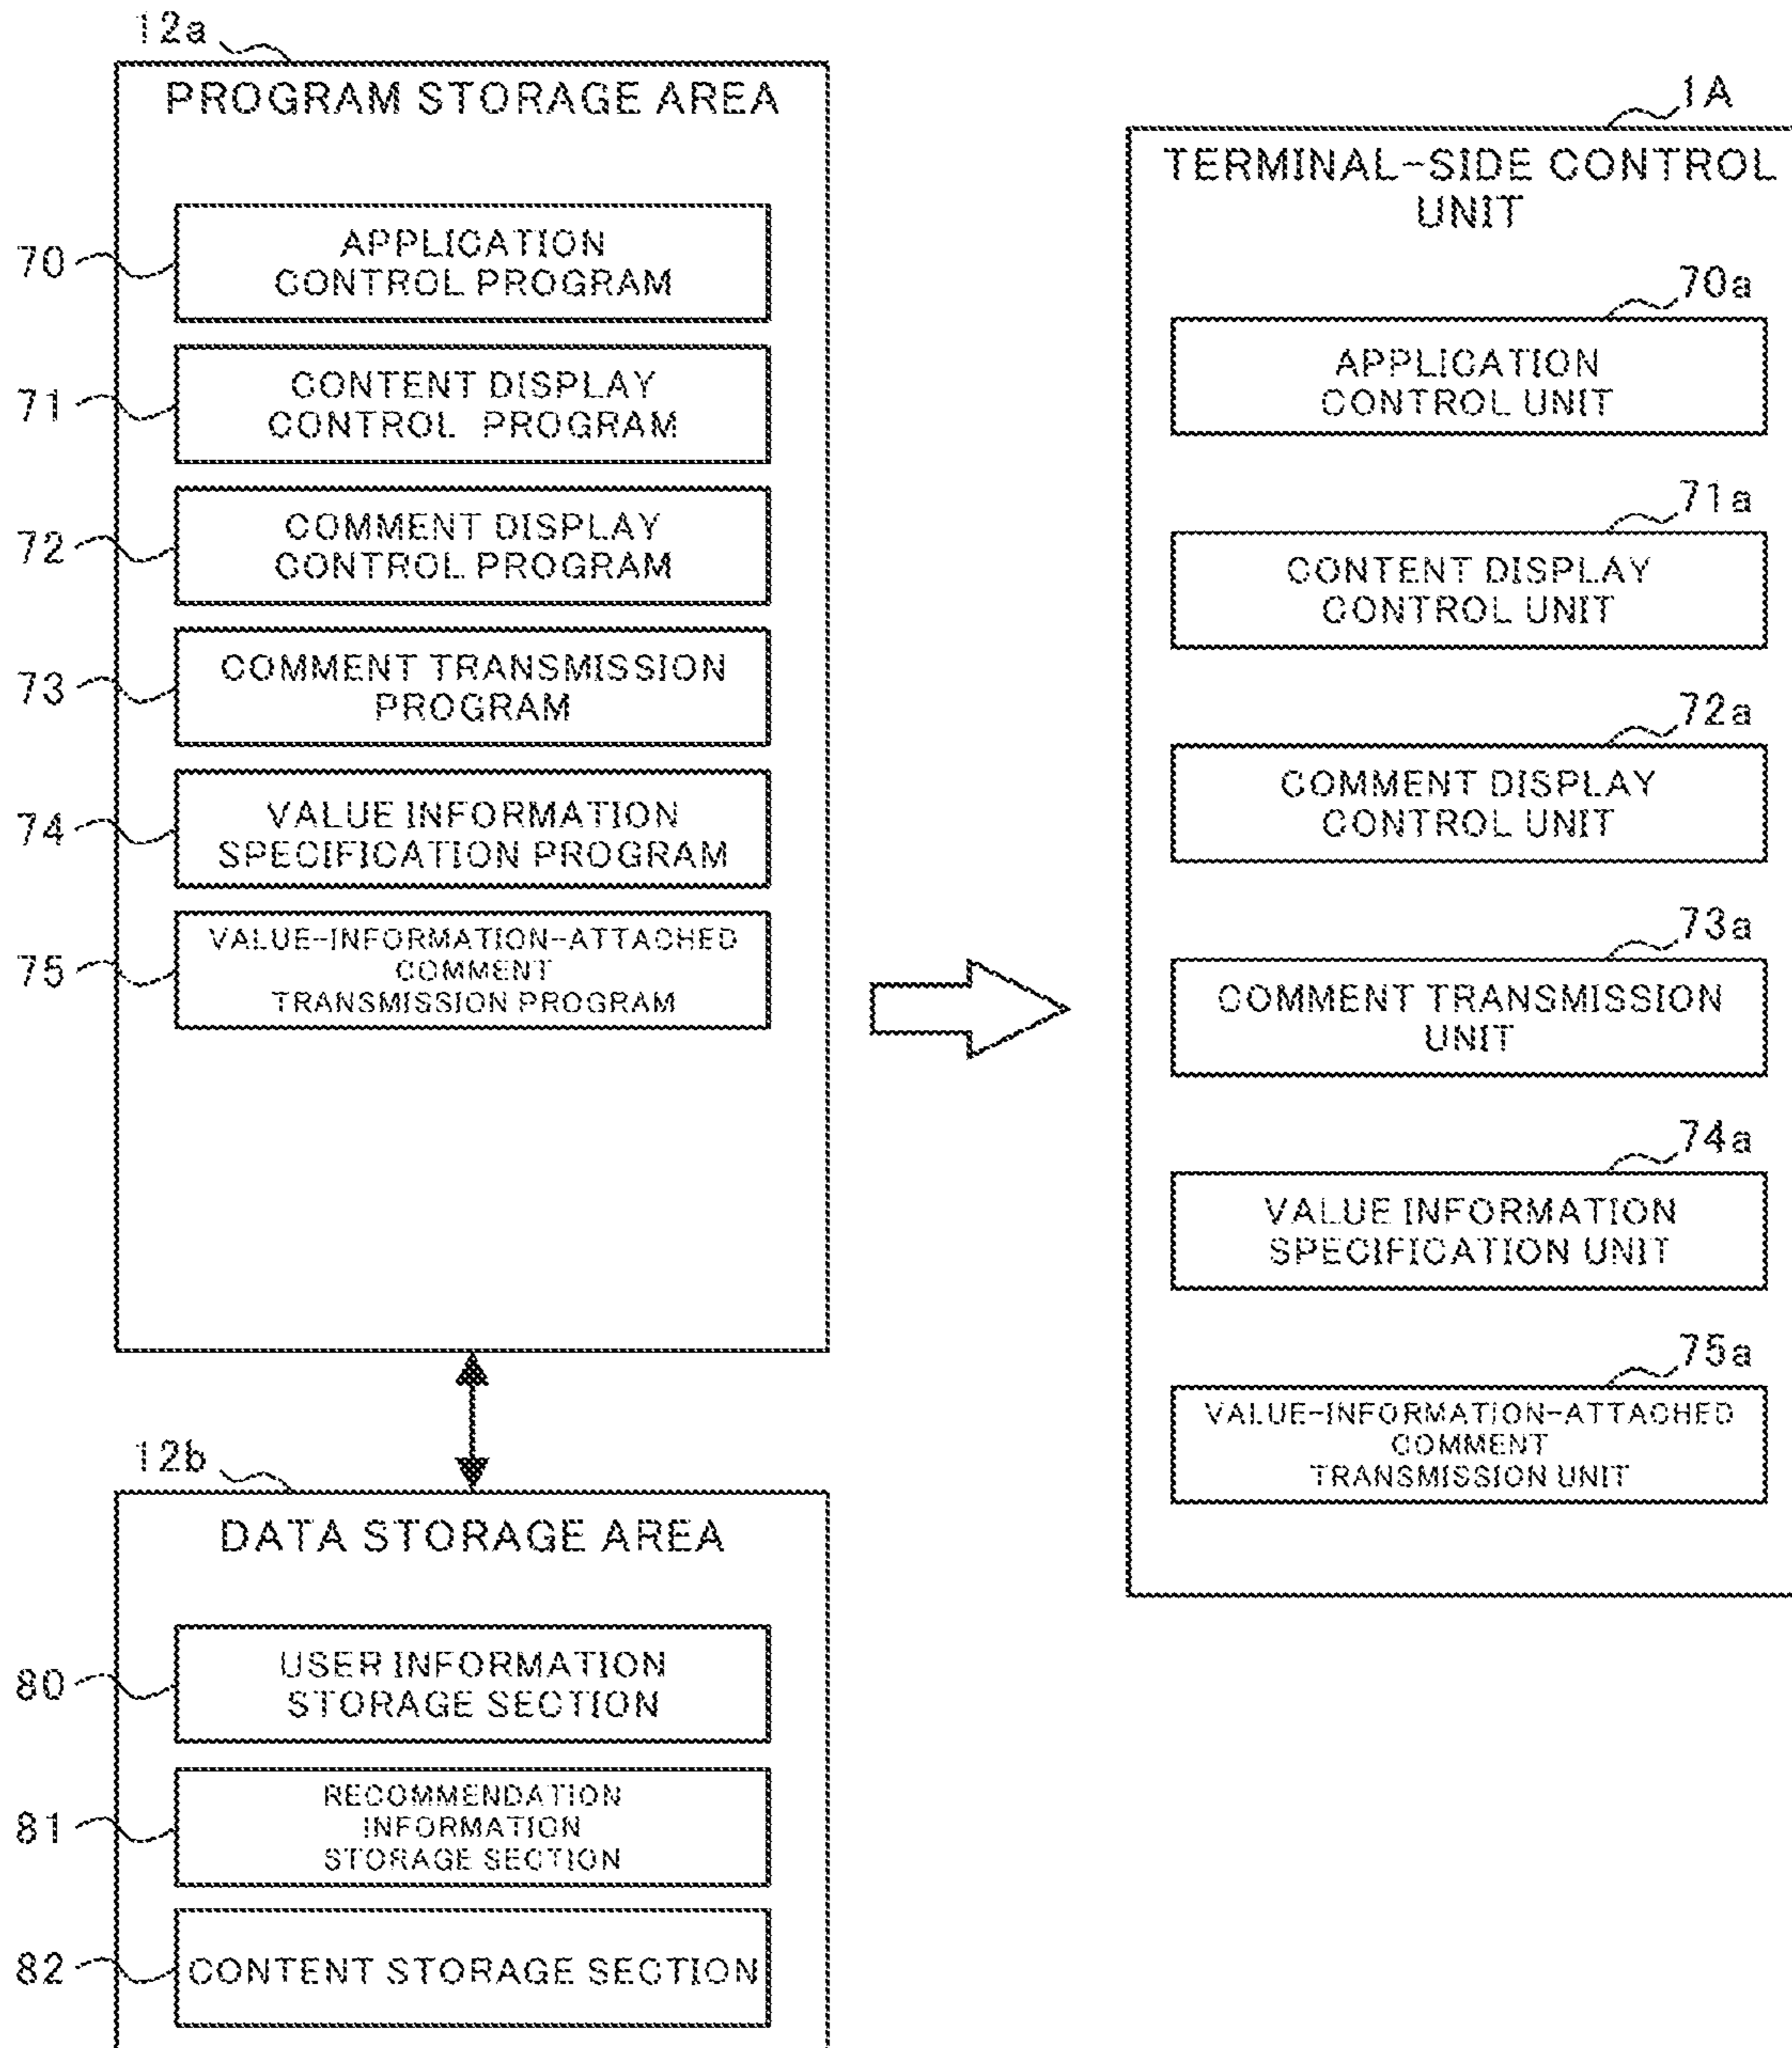 12a
PROGRAM STORAGE AREA
70
APPLICATION
CONTROL PROGRAM
71
CONTENT DISPLAY
CONTROL PROGRAM
72
COMMENT DISPLAY
CONTROL PROGRAM
73
COMMENT TRANSMISSION
PROGRAM
74
VALUE INFORMATION
SPECIFICATION PROGRAM
75
VALUE-INFORMATION-ATTACHED
COMMENT
TRANSMISSION PROGRAM
12b
DATA STORAGE AREA
80
USER INFORMATION
STORAGE SECTION
81
RECOMMENDATION
INFORMATION
STORAGE SECTION
82
CONTENT STORAGE SECTION
1A
TERMINAL-SIDE CONTROL
UNIT
70a
APPLICATION
CONTROL UNIT
71a
CONTENT DISPLAY
CONTROL UNIT
72a
COMMENT DISPLAY
CONTROL UNIT
73a
COMMENT TRANSMISSION
UNIT
74a
VALUE INFORMATION
SPECIFICATION UNIT
75a
VALUE-INFORMATION-ATTACHED
COMMENT
TRANSMISSION UNIT